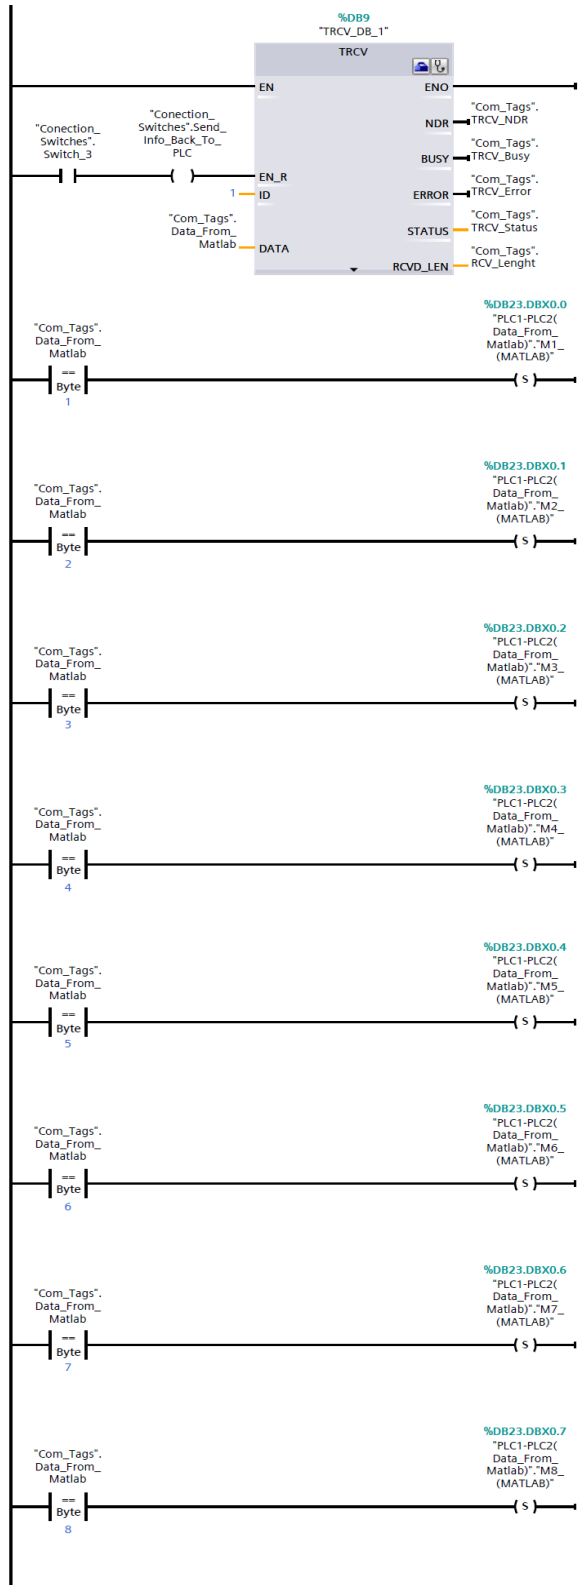 %DB9
"TRCV_DB_1"
TRCV
EN
ENO
"Conection_
Switches".
Switch_3
"Conection_
Switches".Send_
Info_Back_To_
PLC
EN_R
1
ID
"Com_Tags".
Data_From_
Matlab
DATA
NDR
"Com_Tags".
TRCV_NDR
BUSY
"Com_Tags".
TRCV_Busy
ERROR
"Com_Tags".
TRCV_Error
STATUS
"Com_Tags".
TRCV_Status
RCVD_LEN
"Com_Tags".
RCV_Lenght
"Com_Tags".
Data_From_
Matlab
==
Byte
1
%DB23.DBX0.0
"PLC1-PLC2(
Data_From_
Matlab)"."M1_
(MATLAB)"
S
"Com_Tags".
Data_From_
Matlab
==
Byte
2
%DB23.DBX0.1
"PLC1-PLC2(
Data_From_
Matlab)"."M2_
(MATLAB)"
S
"Com_Tags".
Data_From_
Matlab
==
Byte
3
%DB23.DBX0.2
"PLC1-PLC2(
Data_From_
Matlab)"."M3_
(MATLAB)"
S
"Com_Tags".
Data_From_
Matlab
==
Byte
4
%DB23.DBX0.3
"PLC1-PLC2(
Data_From_
Matlab)"."M4_
(MATLAB)"
S
"Com_Tags".
Data_From_
Matlab
==
Byte
5
%DB23.DBX0.4
"PLC1-PLC2(
Data_From_
Matlab)"."M5_
(MATLAB)"
S
"Com_Tags".
Data_From_
Matlab
==
Byte
6
%DB23.DBX0.5
"PLC1-PLC2(
Data_From_
Matlab)"."M6_
(MATLAB)"
S
"Com_Tags".
Data_From_
Matlab
==
Byte
7
%DB23.DBX0.6
"PLC1-PLC2(
Data_From_
Matlab)"."M7_
(MATLAB)"
S
"Com_Tags".
Data_From_
Matlab
==
Byte
8
%DB23.DBX0.7
"PLC1-PLC2(
Data_From_
Matlab)"."M8_
(MATLAB)"
S